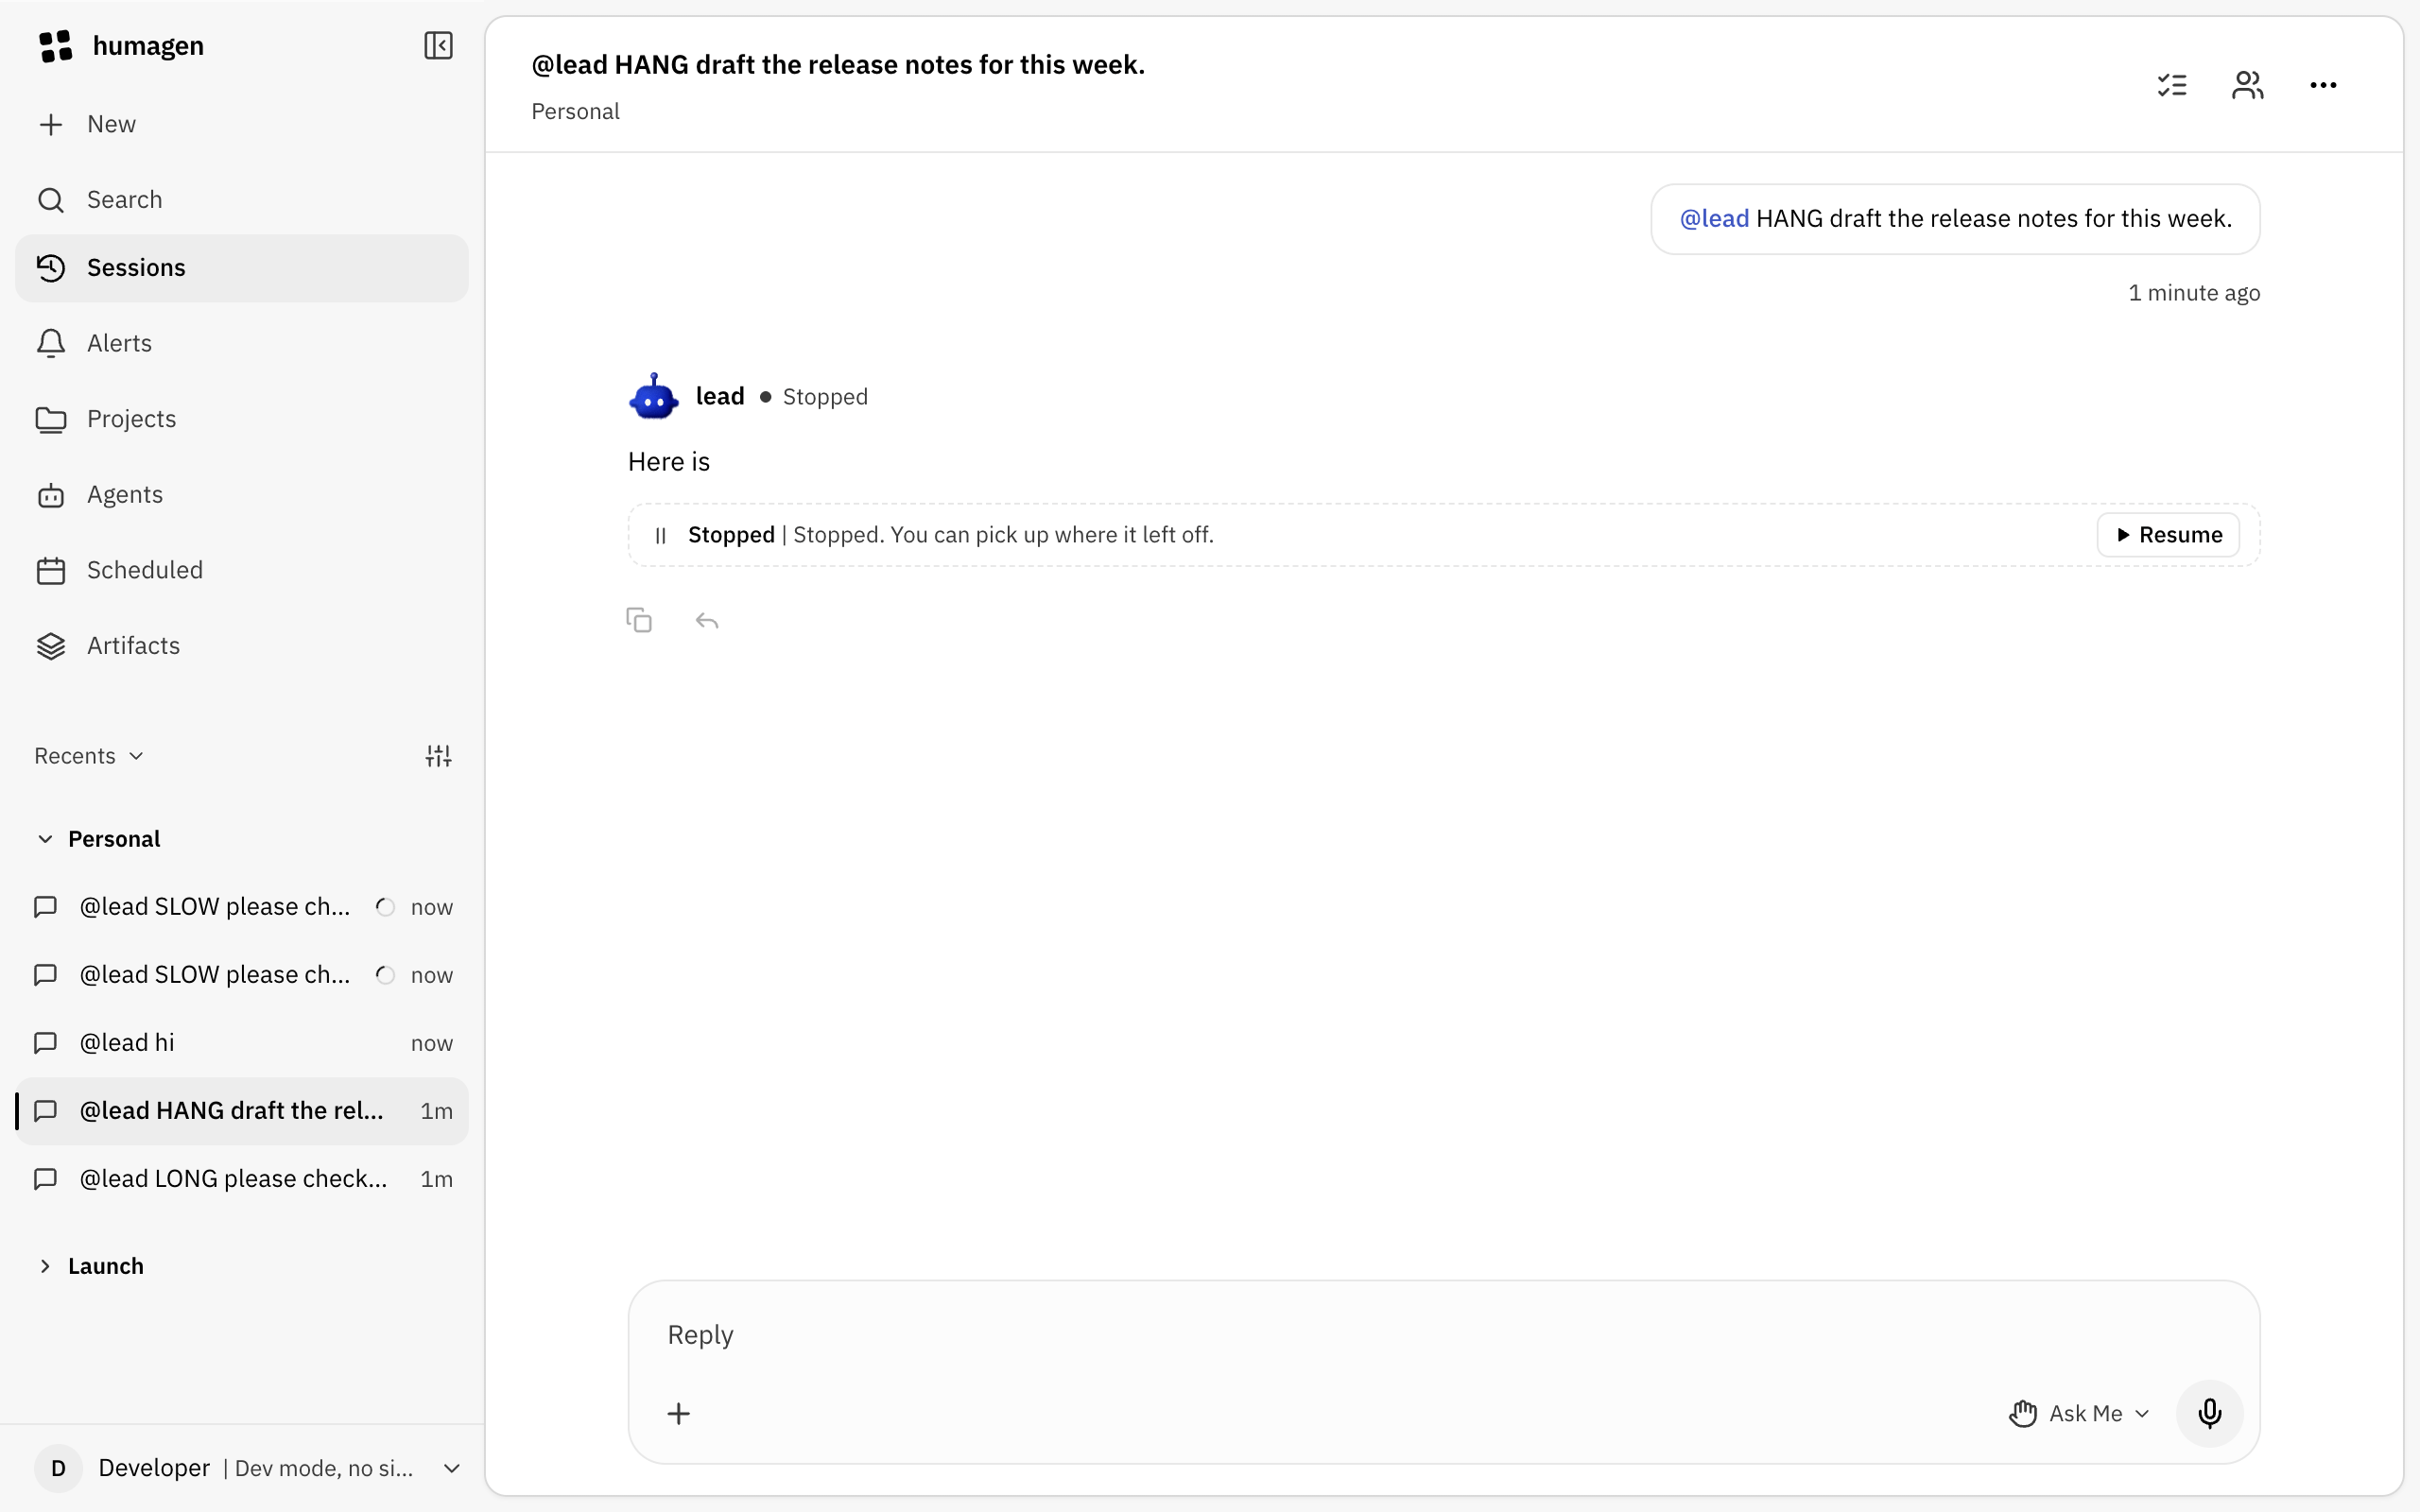 humagen
New
Search
Sessions
Alerts
Projects
Agents
Scheduled
Artifacts
Recents
Personal
@lead SLOW please ch... now
@lead SLOW please ch... now
@lead hi now
@lead HANG draft the rel... 1m
@lead LONG please check... 1m
Launch
D Developer | Dev mode, no si...
@lead HANG draft the release notes for this week.
Personal
@lead HANG draft the release notes for this week.
1 minute ago
lead ● Stopped
Here is
Stopped | Stopped. You can pick up where it left off. Resume
Reply
Ask Me